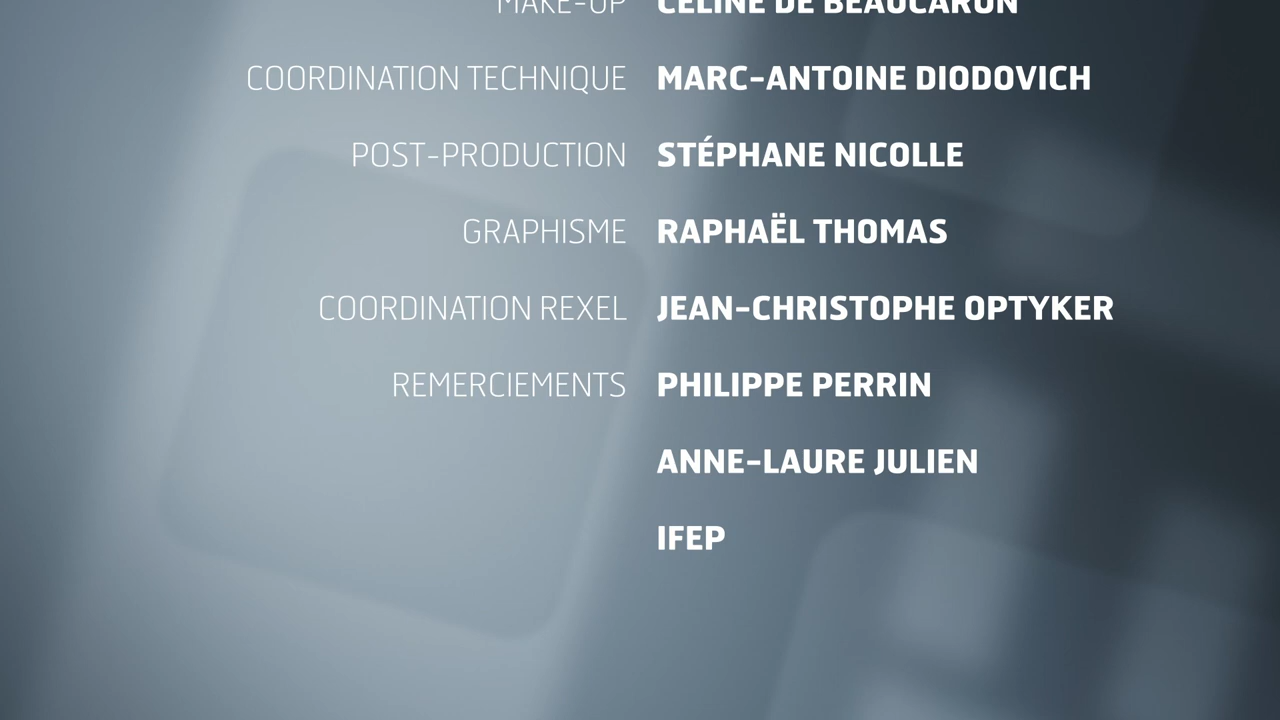 MAKE-UP CÉLINE DE BEAUCARON
COORDINATION TECHNIQUE MARC-ANTOINE DIODOVICH
POST-PRODUCTION STÉPHANE NICOLLE
GRAPHISME RAPHAËL THOMAS
COORDINATION REXEL JEAN-CHRISTOPHE OPTYKER
REMERCIEMENTS PHILIPPE PERRIN
ANNE-LAURE JULIEN
IFEP